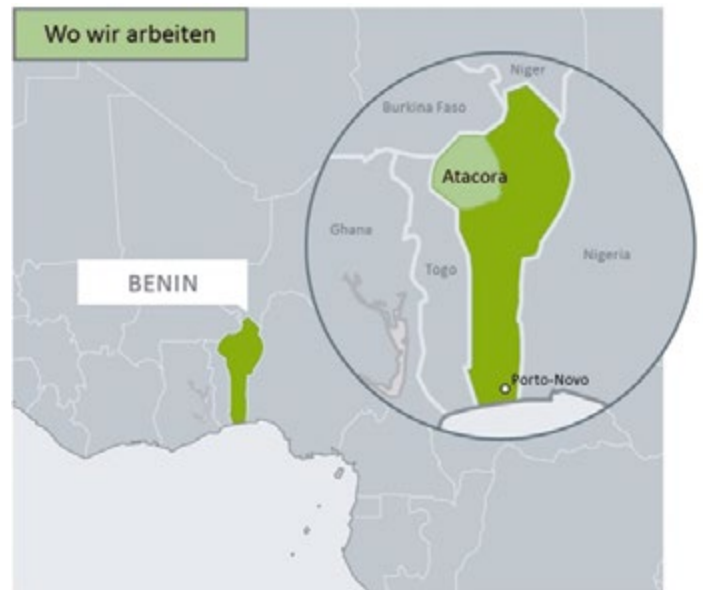 Wo wir arbeiten
Niger
Burkina Faso
Atacora
Ghana
Togo
Nigeria
BENIN
Porto-Novo